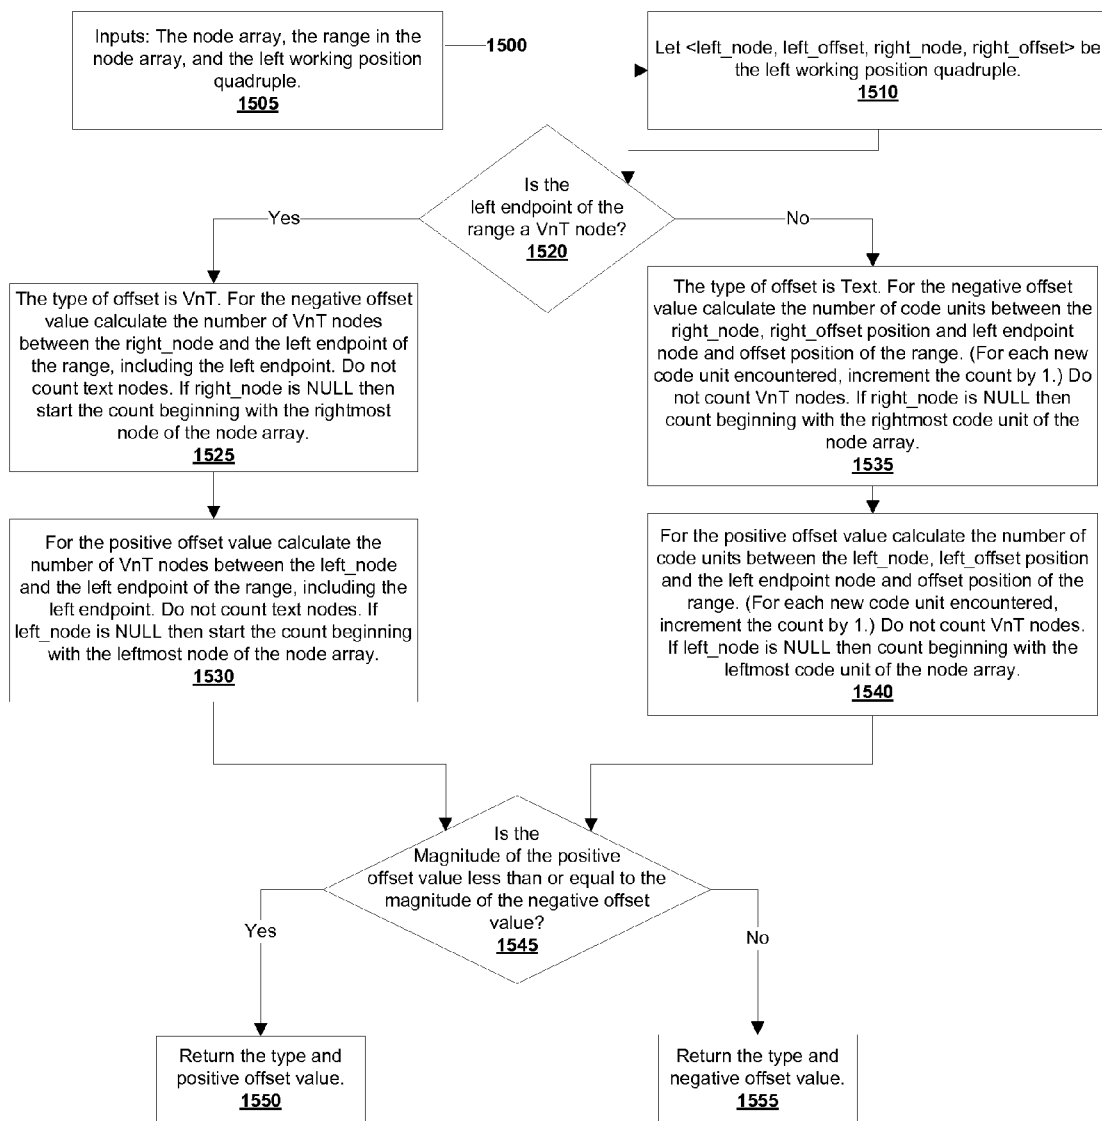 Inputs: The node array, the range in the
node array, and the left working position
quadruple.
1505
1500
Let <left_node, left_offset, right_node, right_offset> be
the left working position quadruple.
1510
Is the
left endpoint of the
range a VnT node?
1520
Yes
No
The type of offset is VnT. For the negative offset
value calculate the number of VnT nodes
between the right_node and the left endpoint of
the range, including the left endpoint. Do not
count text nodes. If right_node is NULL then
start the count beginning with the rightmost
node of the node array.
1525
The type of offset is Text. For the negative offset
value calculate the number of code units between the
right_node, right_offset position and left endpoint
node and offset position of the range. (For each new
code unit encountered, increment the count by 1.) Do
not count VnT nodes. If right_node is NULL then
count beginning with the rightmost code unit of the
node array.
1535
For the positive offset value calculate the
number of VnT nodes between the left_node
and the left endpoint of the range, including the
left endpoint. Do not count text nodes. If
left_node is NULL then start the count beginning
with the leftmost node of the node array.
1530
For the positive offset value calculate the number of
code units between the left_node, left_offset position
and the left endpoint node and offset position of the
range. (For each new code unit encountered,
increment the count by 1.) Do not count VnT nodes.
If left_node is NULL then count beginning with the
leftmost code unit of the node array.
1540
Is the
Magnitude of the positive
offset value less than or equal to the
magnitude of the negative offset
value?
1545
Yes
No
Return the type and
positive offset value.
1550
Return the type and
negative offset value.
1555